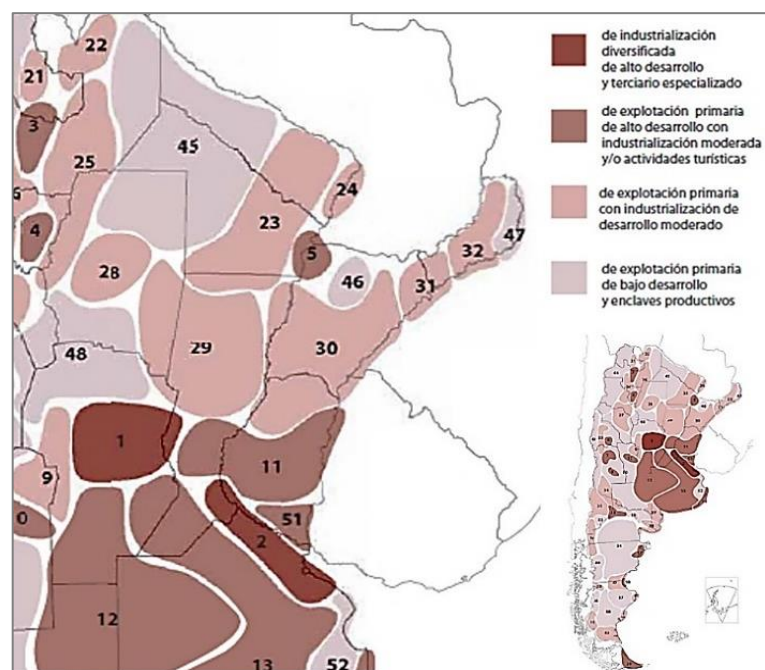 22
21
3
25
45
24
23
6
4
5
47
32
46
31
28
29
30
48
1
11
9
0
51
2
12
13
52
de industrialización
diversificada
de alto desarrollo
y terciario especializado
de explotación primaria
de alto desarrollo con
industrialización moderada
y/o actividades turísticas
de explotación primaria
con industrialización de
desarrollo moderado
de explotación primaria
de bajo desarrollo
y enclaves productivos